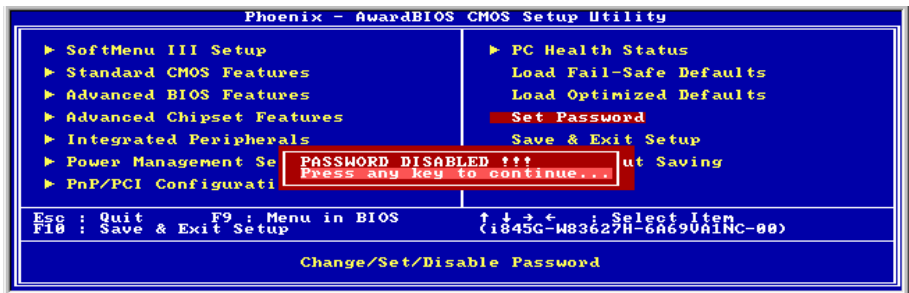 Phoenix - AwardBIOS CMOS Setup Utility
► SoftMenu III Setup
► Standard CMOS Features
► Advanced BIOS Features
► Advanced Chipset Features
► Integrated Peripherals
► Power Management Se
► PnP/PCI Configurati
► PC Health Status
Load Fail-Safe Defaults
Load Optimized Defaults
Set Password
Save & Exit Setup
ut Saving
PASSWORD DISABLED !!!
Press any key to continue...
Esc : Quit F9 : Menu in BIOS ↑ ↓ → ← : Select Item
F10 : Save & Exit Setup (i845G-W83627H-6A69VA1NC-00)
Change/Set/Disable Password